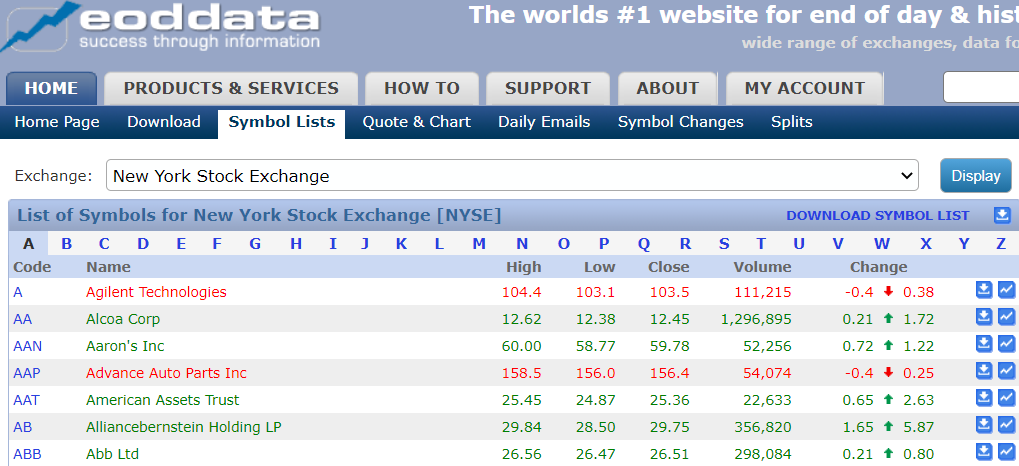 eoddata
success through information
The worlds #1 website for end of day & hist
wide range of exchanges, data fo
HOME PRODUCTS & SERVICES HOW TO SUPPORT ABOUT MY ACCOUNT
Home Page Download Symbol Lists Quote & Chart Daily Emails Symbol Changes Splits
Exchange: New York Stock Exchange Display
List of Symbols for New York Stock Exchange [NYSE] DOWNLOAD SYMBOL LIST
A B C D E F G H I J K L M N O P Q R S T U V W X Y Z
Code Name High Low Close Volume Change
A Agilent Technologies 104.4 103.1 103.5 111,215 -0.4 0.38
AA Alcoa Corp 12.62 12.38 12.45 1,296,895 0.21 1.72
AAN Aaron's Inc 60.00 58.77 59.78 52,256 0.72 1.22
AAP Advance Auto Parts Inc 158.5 156.0 156.4 54,074 -0.4 0.25
AAT American Assets Trust 25.45 24.87 25.36 22,633 0.65 2.63
AB Alliancebernstein Holding LP 29.84 28.50 29.75 356,820 1.65 5.87
ABB Abb Ltd 26.56 26.47 26.51 298,084 0.21 0.80